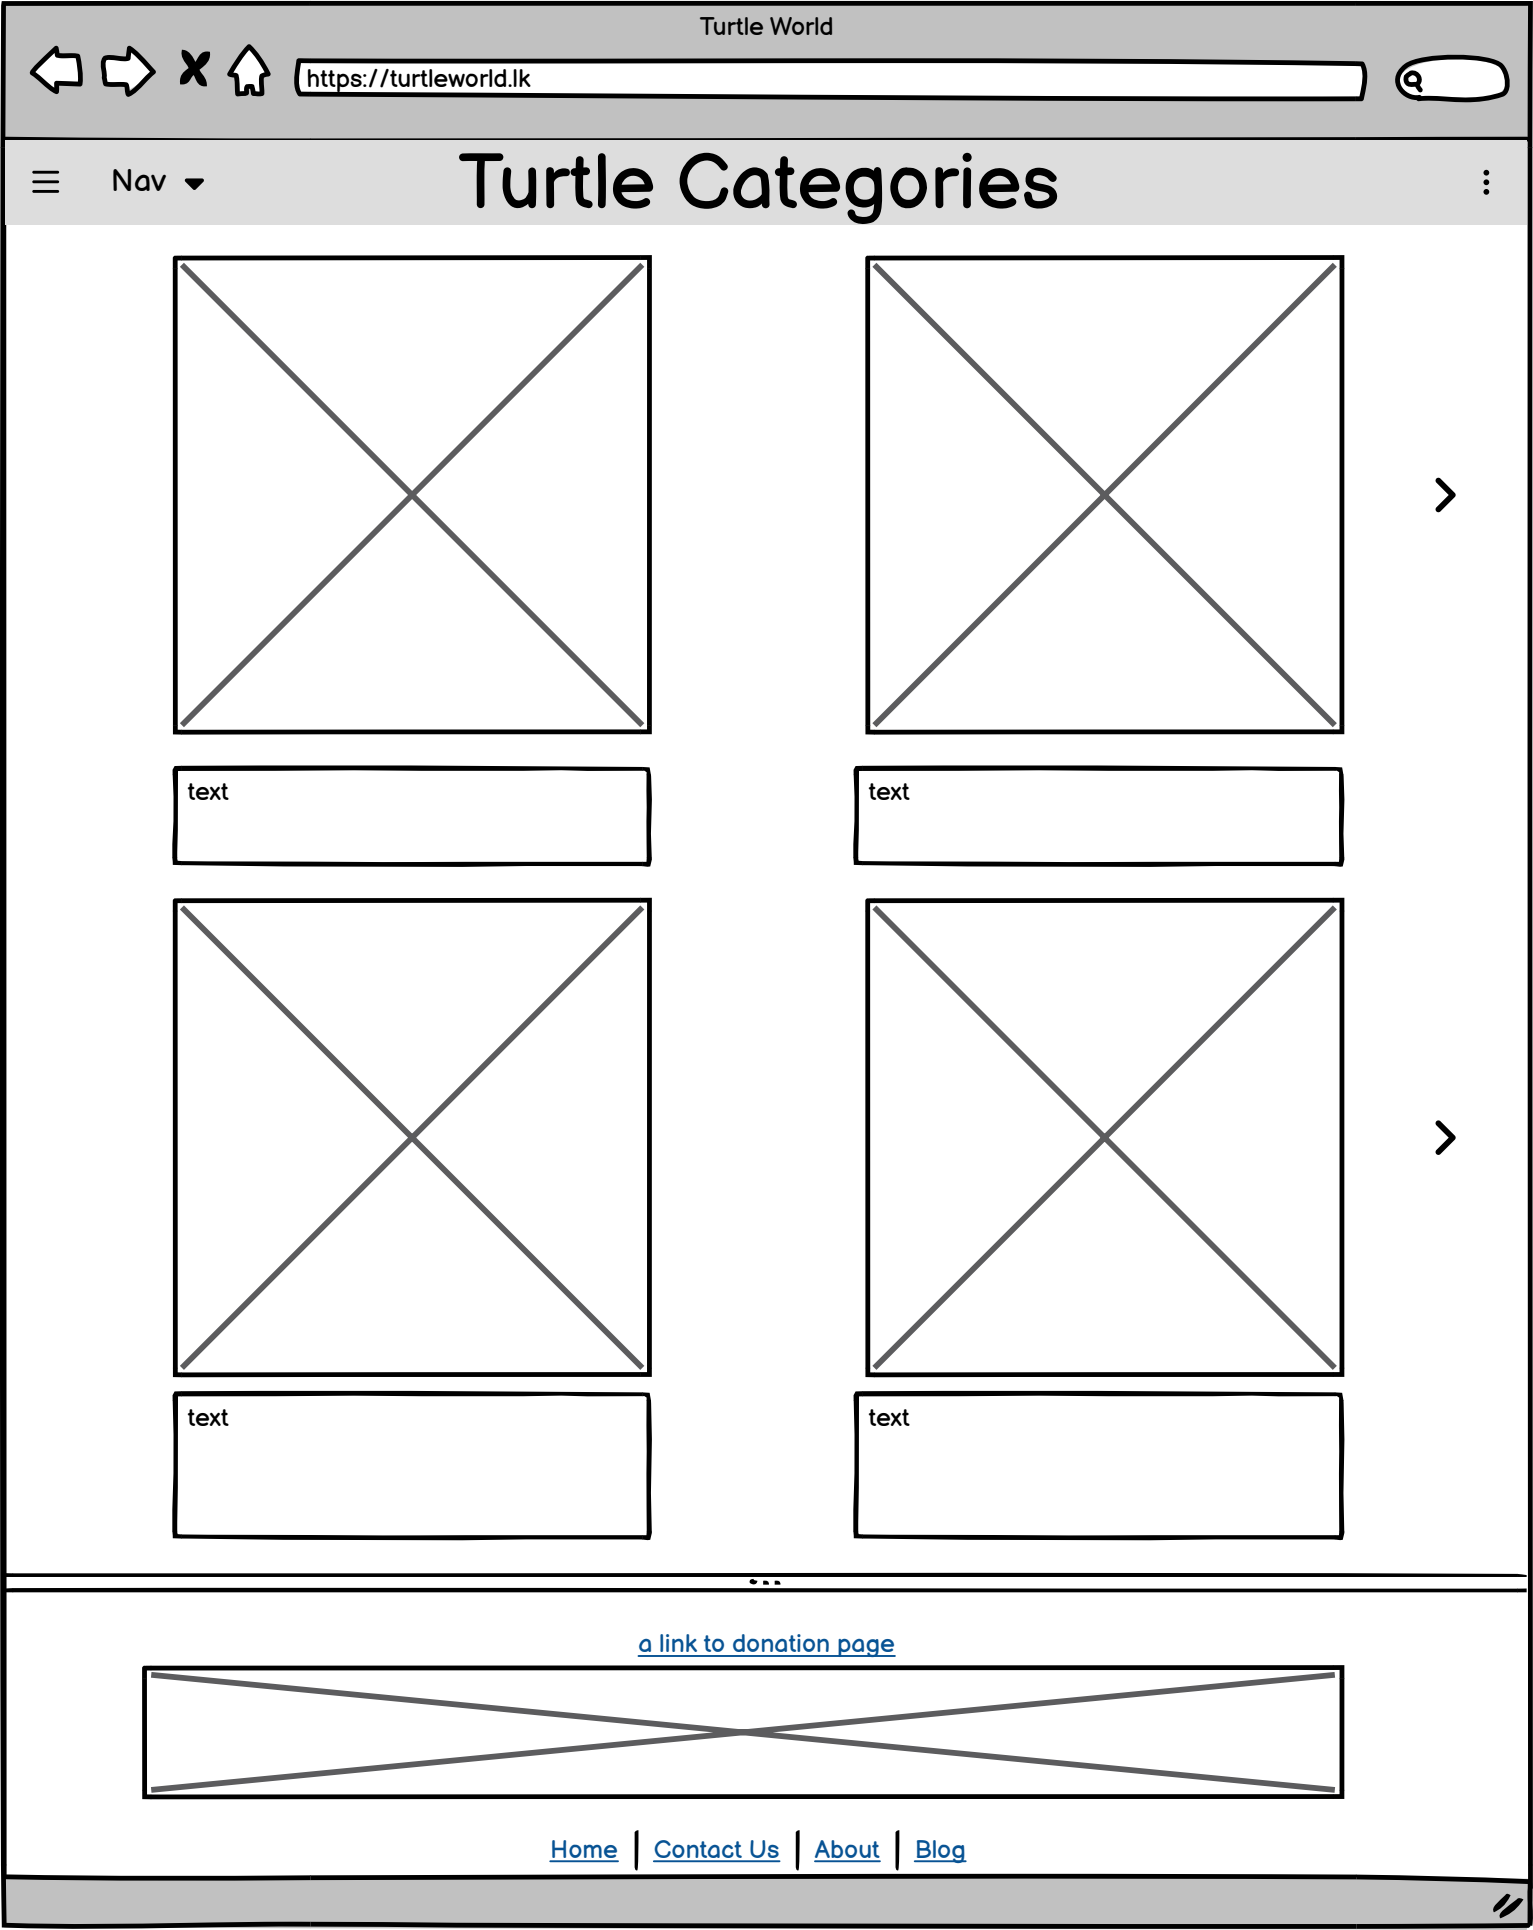 Turtle World
https://turtleworld.lk
Nav
Turtle Categories
text
text
text
text
a link to donation page
Home | Contact Us | About | Blog